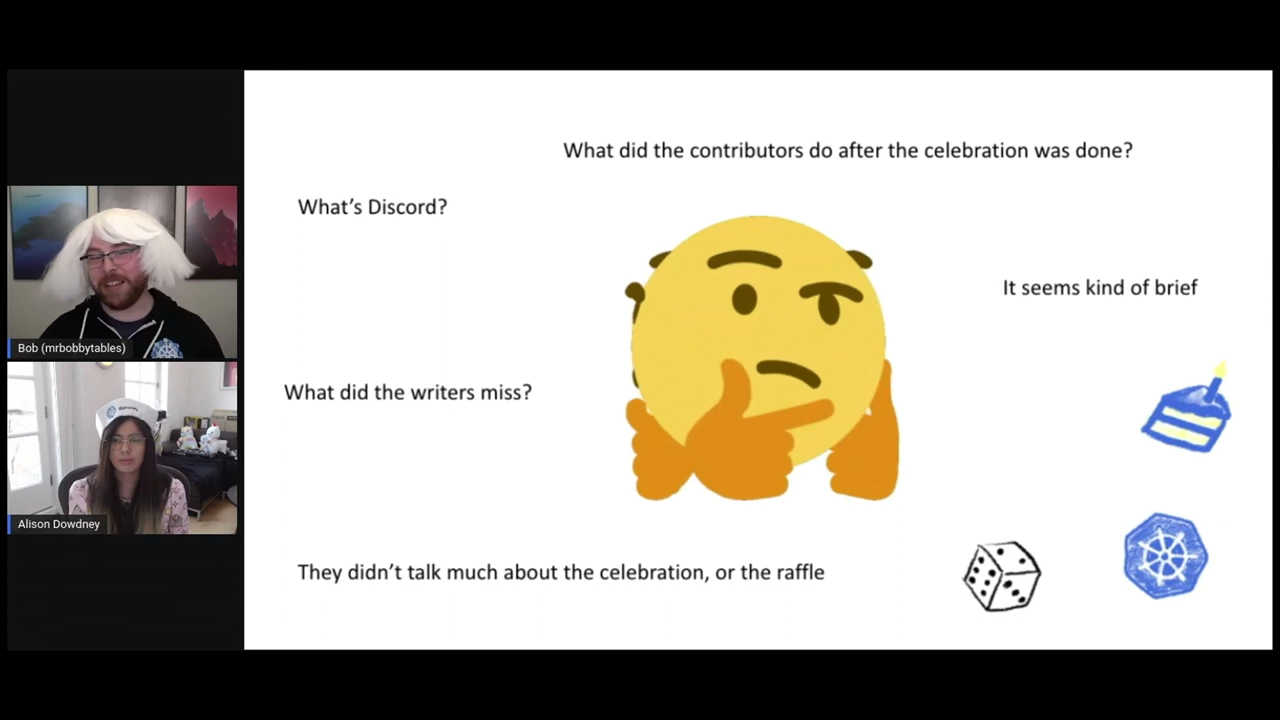 What did the contributors do after the celebration was done?
What's Discord?
It seems kind of brief
What did the writers miss?
They didn't talk much about the celebration, or the raffle
Bob (mrbobbytables)
Alison Dowdney